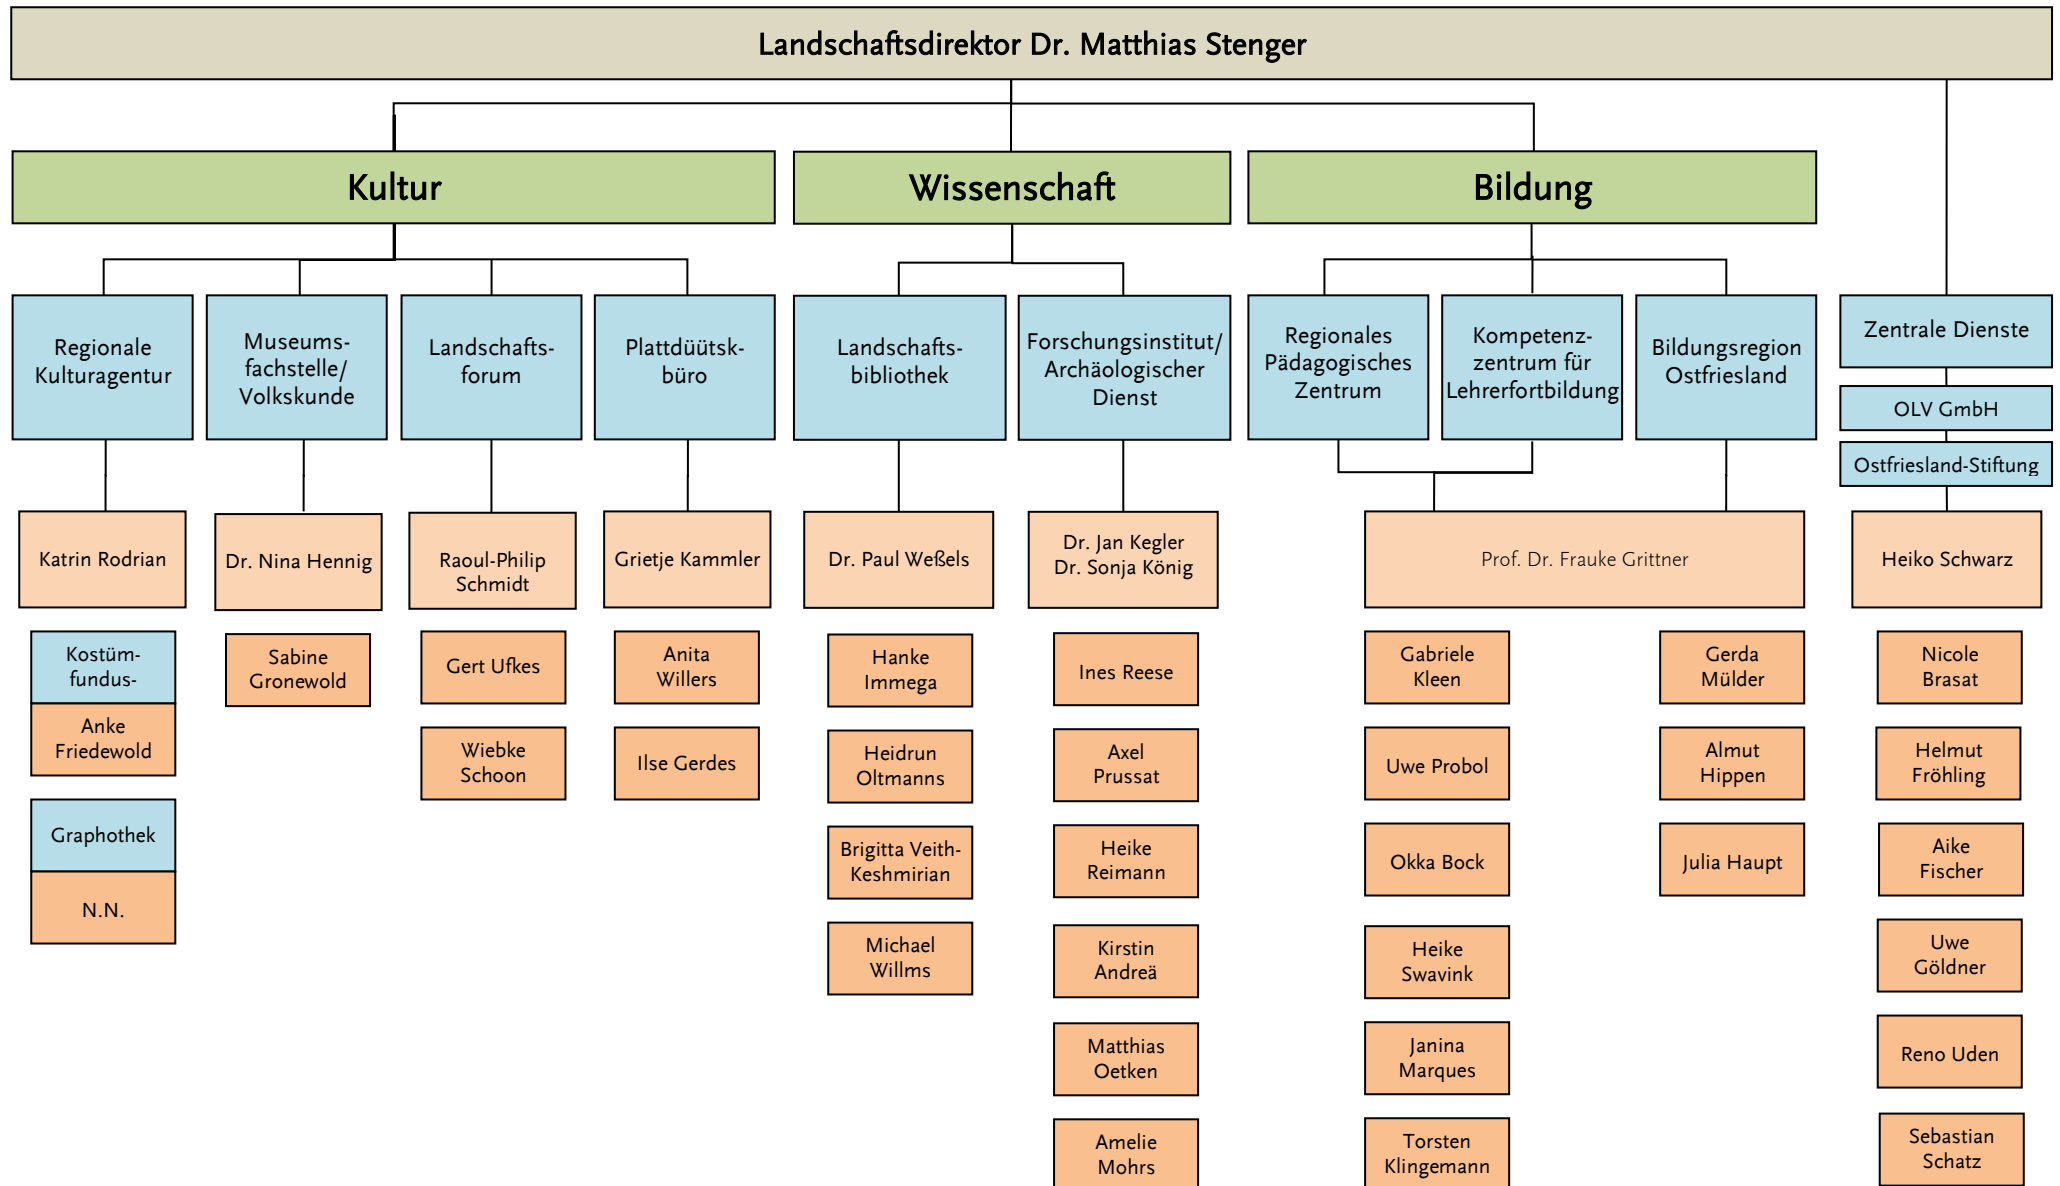 Landschaftsdirektor Dr. Matthias Stenger
Kultur
Wissenschaft
Bildung
Regionale
Kulturagentur
Museums-
fachstelle/
Volkskunde
Landschafts-
forum
Plattdüütsk-
büro
Landschafts-
bibliothek
Forschungsinstitut/
Archäologischer
Dienst
Regionales
Pädagogisches
Zentrum
Kompetenz-
zentrum für
Lehrerfortbildung
Bildungsregion
Ostfriesland
Zentrale Dienste
OLV GmbH
Ostfriesland-Stiftung
Katrin Rodrian
Dr. Nina Hennig
Raoul-Philip
Schmidt
Grietje Kammler
Dr. Paul Weßels
Dr. Jan Kegler
Dr. Sonja König
Prof. Dr. Frauke Grittner
Heiko Schwarz
Kostüm-
fundus-
Anke
Friedewold
Graphothek
N.N.
Sabine
Gronewold
Gert Ufkes
Wiebke
Schoon
Anita
Willers
Ilse Gerdes
Hanke
Immega
Heidrun
Oltmanns
Brigitta Veith-
Keshmirian
Michael
Willms
Ines Reese
Axel
Prussat
Heike
Reimann
Kirstin
Andreä
Matthias
Oetken
Amelie
Mohrs
Gabriele
Kleen
Uwe Probol
Okka Bock
Heike
Swavink
Janina
Marques
Torsten
Klingemann
Gerda
Mülder
Almut
Hippen
Julia Haupt
Nicole
Brasat
Helmut
Fröhling
Aike
Fischer
Uwe
Göldner
Reno Uden
Sebastian
Schatz